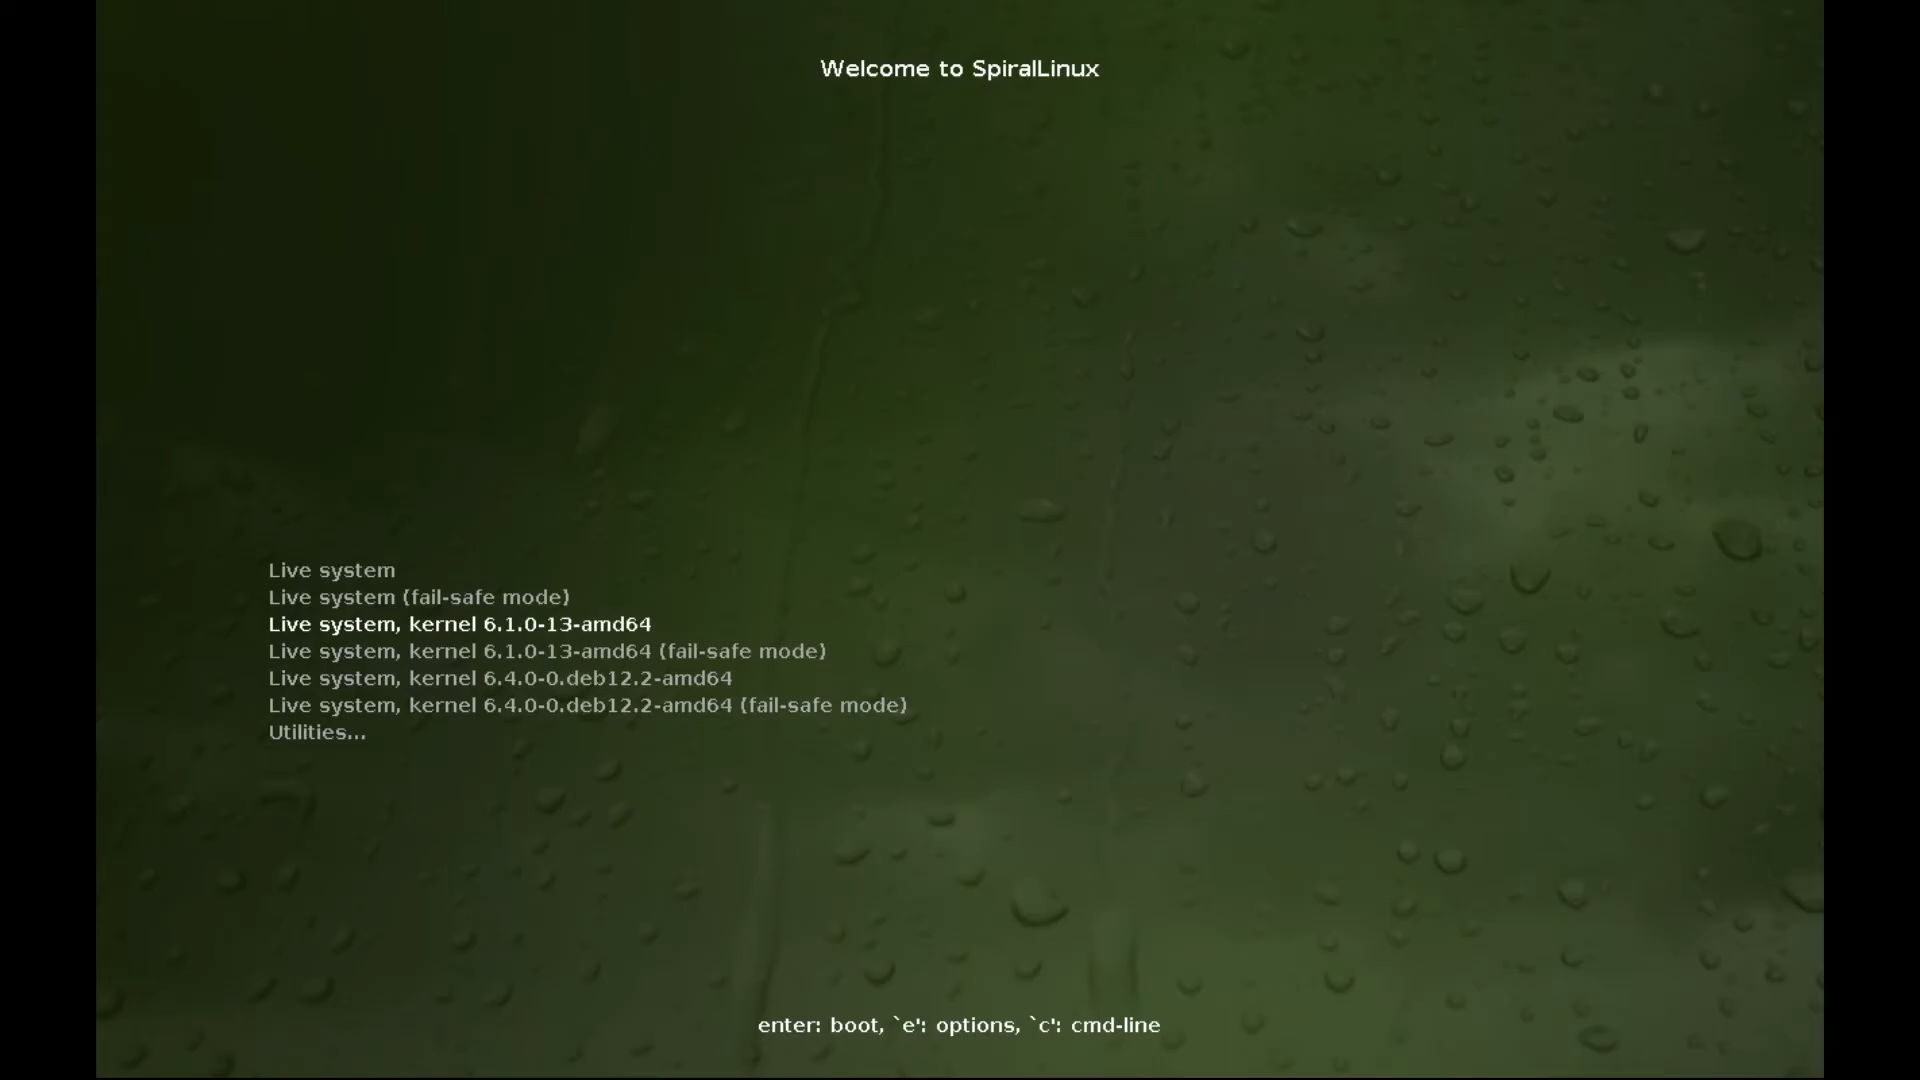 Welcome to SpiralLinux
Live system
Live system (fail-safe mode)
Live system, kernel 6.1.0-13-amd64
Live system, kernel 6.1.0-13-amd64 (fail-safe mode)
Live system, kernel 6.4.0-0.deb12.2-amd64
Live system, kernel 6.4.0-0.deb12.2-amd64 (fail-safe mode)
Utilities...
enter: boot, `e': options, `c': cmd-line